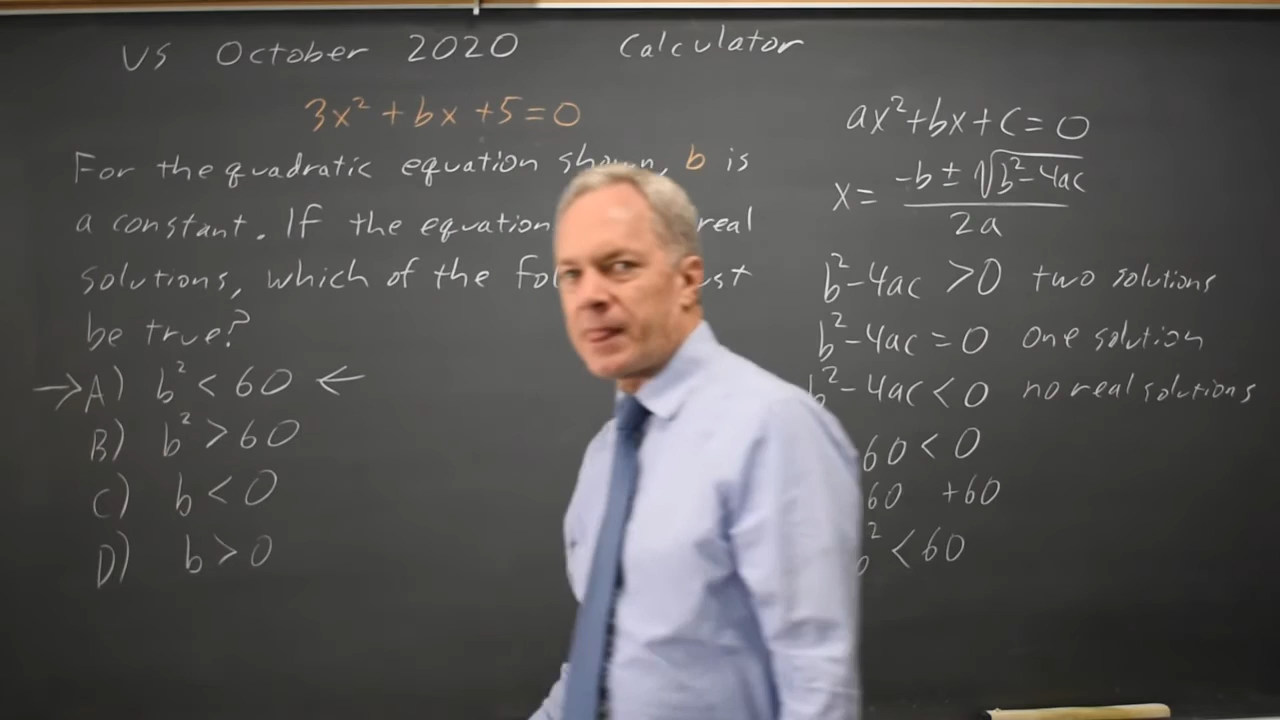 US October 2020 Calculator
3x² + bx + 5 = 0
For the quadratic equation shown, b is
a constant. If the equation real
solutions, which of the
be true?
→ A) b² < 60 ←
B) b² > 60
C) b < 0
D) b > 0
ax² + bx + c = 0
x = (-b ± √(b² - 4ac)) / 2a
b² - 4ac > 0 two solutions
b² - 4ac = 0 one solution
b² - 4ac < 0 no real solutions
60 < 0
60 +60
b² < 60